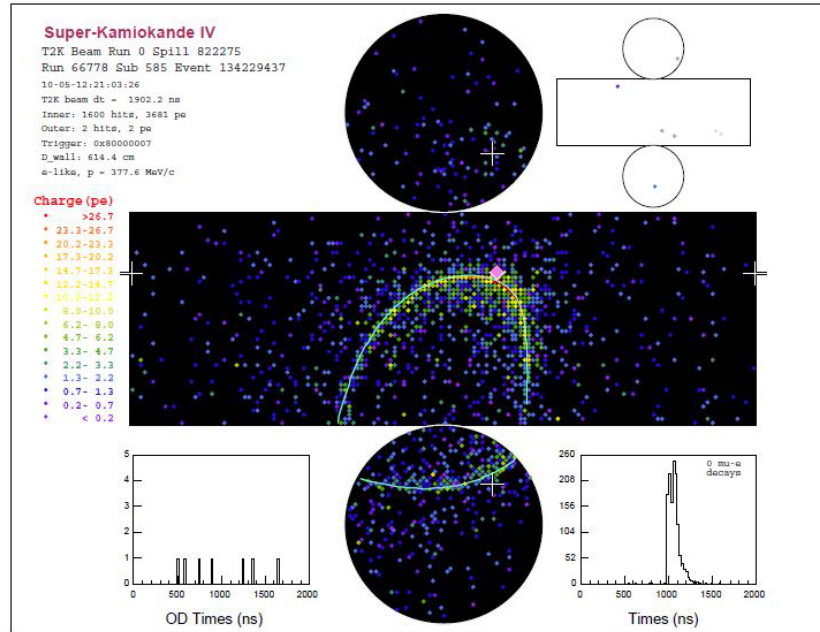 Super-Kamiokande IV
T2K Beam Run 0 Spill 822275
Run 66778 Sub 585 Event 134229437
10-05-12:21:03:26
T2K beam dt = 1902.2 ns
Inner: 1600 hits, 3681 pe
Outer: 2 hits, 2 pe
Trigger: 0x80000007
D_wall: 614.4 cm
e-like, p = 377.6 MeV/c
Charge(pe)
>26.7
23.3-26.7
20.2-23.3
17.3-20.2
14.7-17.3
12.2-14.7
10.0-12.2
8.0-10.0
6.2- 8.0
4.7- 6.2
3.3- 4.7
2.2- 3.3
1.3- 2.2
0.7- 1.3
0.2- 0.7
< 0.2
5
4
3
2
1
0
0 500 1000 1500 2000
OD Times (ns)
0 mu-e
decays
260
208
156
104
52
0
0 500 1000 1500 2000
Times (ns)